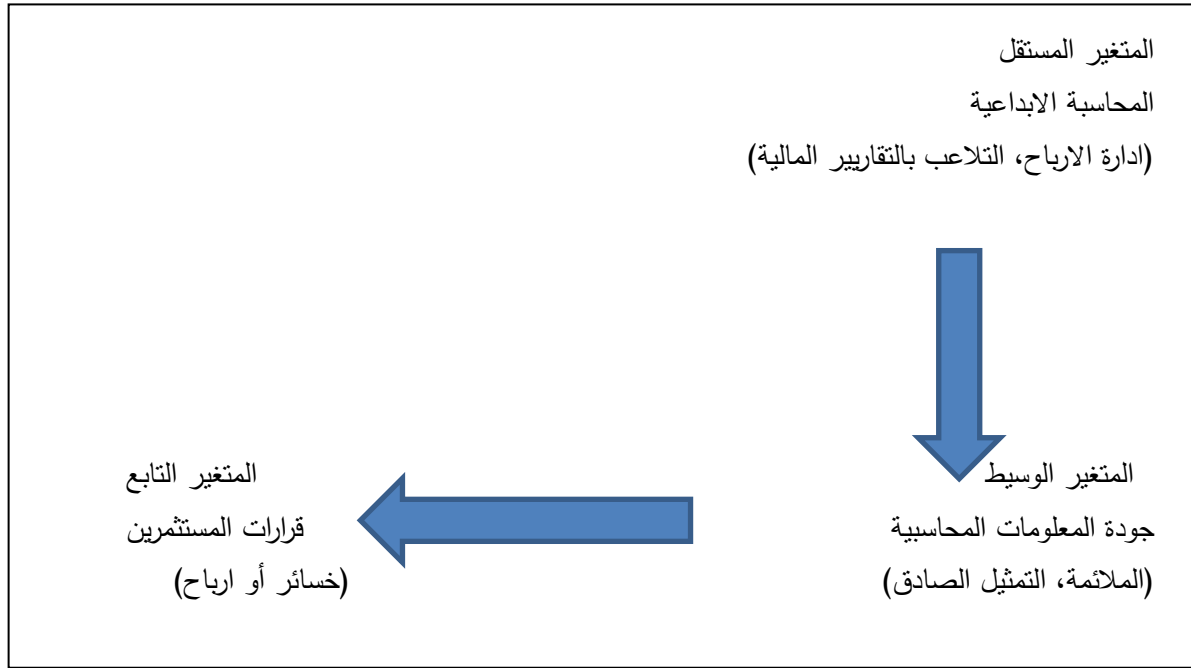 المتغير المستقل
المحاسبة الابداعية
(ادارة الارباح، التلاعب بالتقارير المالية)
المتغير الوسيط
جودة المعلومات المحاسبية
(الملائمة، التمثيل الصادق)
المتغير التابع
قرارات المستثمرين
(خسائر أو ارباح)